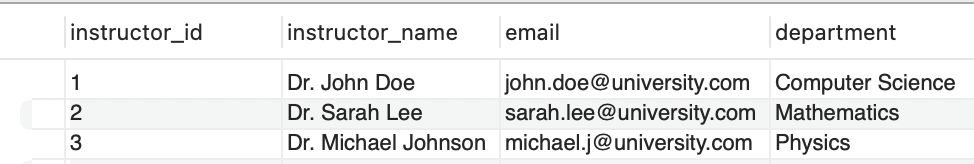 instructor_id instructor_name email department
1 Dr. John Doe john.doe@university.com Computer Science
2 Dr. Sarah Lee sarah.lee@university.com Mathematics
3 Dr. Michael Johnson michael.j@university.com Physics